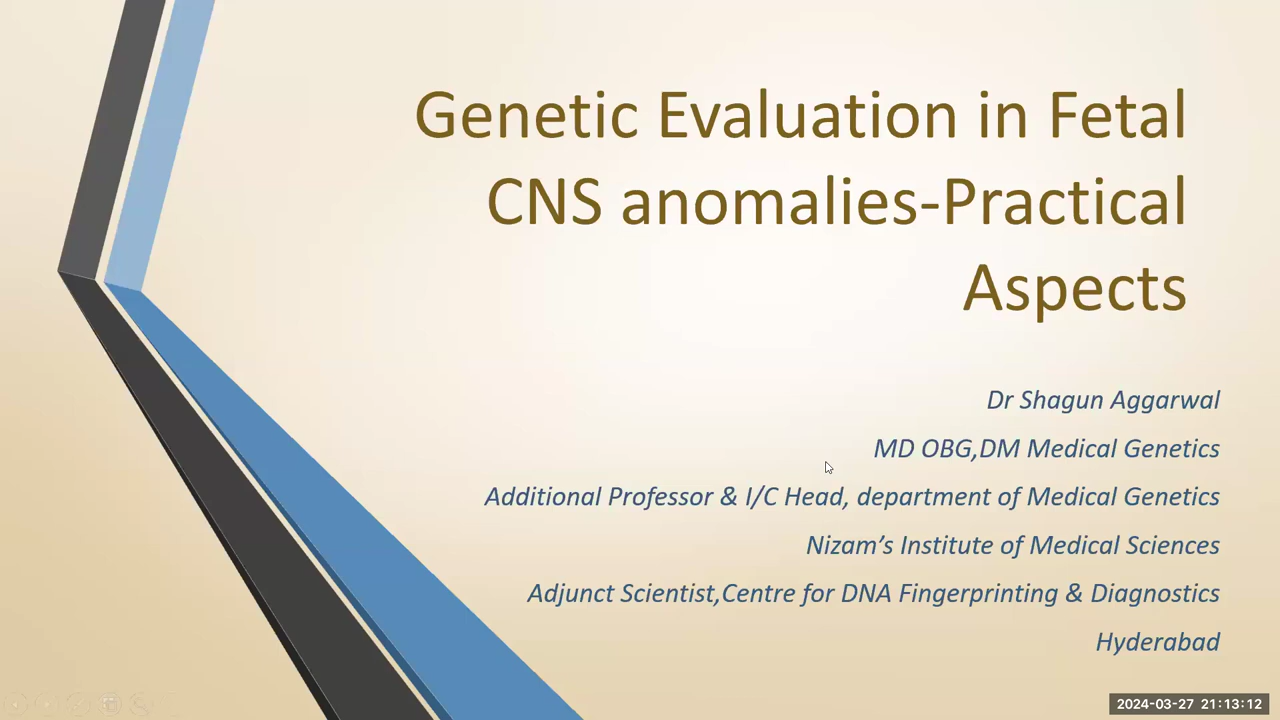 Genetic Evaluation in Fetal
CNS anomalies-Practical
Aspects
Dr Shagun Aggarwal
MD OBG,DM Medical Genetics
Additional Professor & I/C Head, department of Medical Genetics
Nizam’s Institute of Medical Sciences
Adjunct Scientist,Centre for DNA Fingerprinting & Diagnostics
Hyderabad
2024-03-27 21:13:12